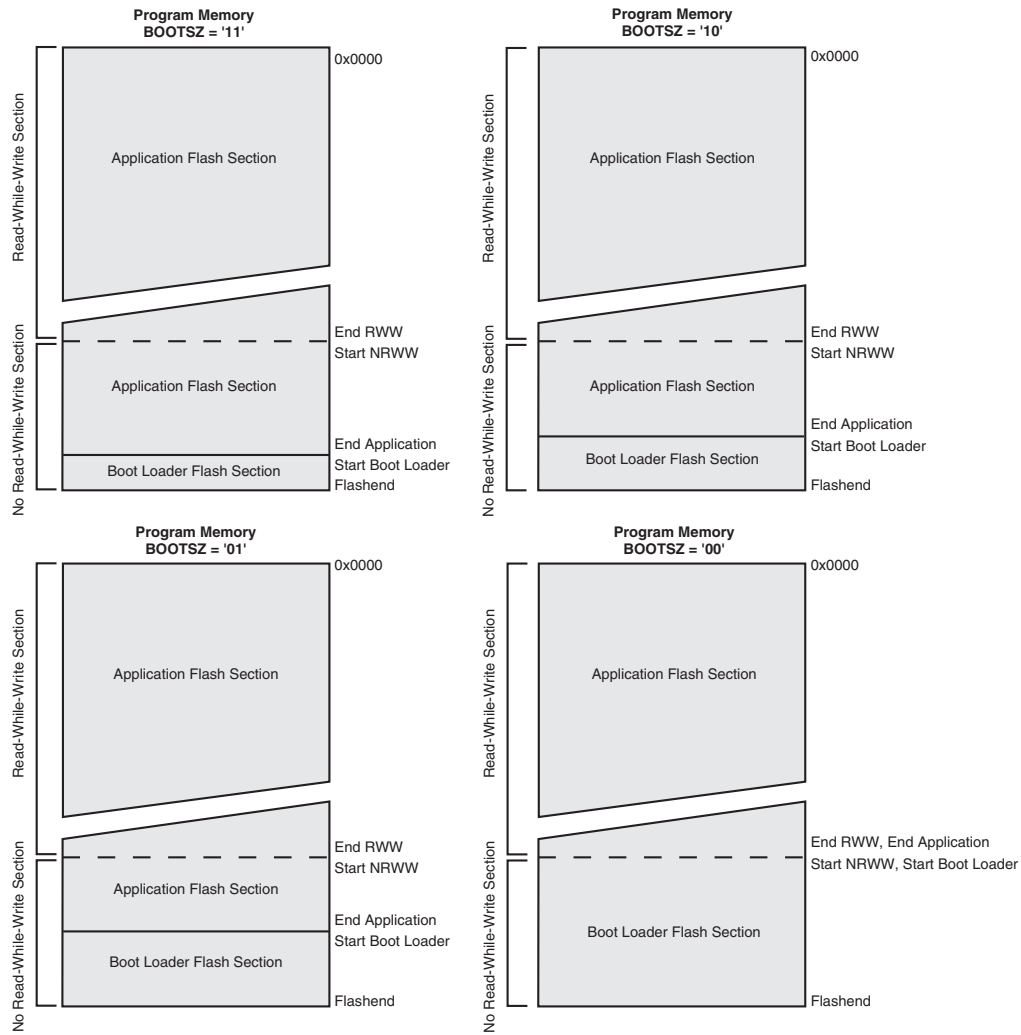 Program Memory
BOOTSZ = '11'
0x0000
Read-While-Write Section
Application Flash Section
End RWW
Start NRWW
No Read-While-Write Section
Application Flash Section
End Application
Start Boot Loader
Boot Loader Flash Section
Flashend
Program Memory
BOOTSZ = '10'
0x0000
Read-While-Write Section
Application Flash Section
End RWW
Start NRWW
No Read-While-Write Section
Application Flash Section
End Application
Start Boot Loader
Boot Loader Flash Section
Flashend
Program Memory
BOOTSZ = '01'
0x0000
Read-While-Write Section
Application Flash Section
End RWW
Start NRWW
No Read-While-Write Section
Application Flash Section
End Application
Start Boot Loader
Boot Loader Flash Section
Flashend
Program Memory
BOOTSZ = '00'
0x0000
Read-While-Write Section
Application Flash Section
End RWW, End Application
Start NRWW, Start Boot Loader
No Read-While-Write Section
Boot Loader Flash Section
Flashend